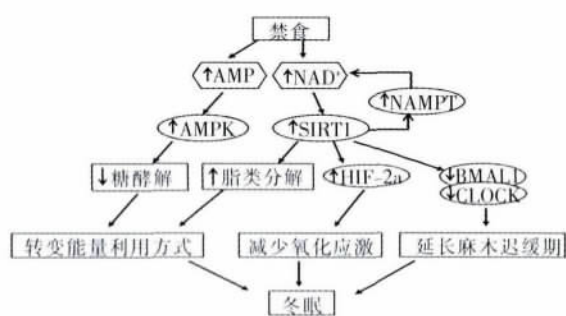 禁食
↑AMP ↑NAD⁺
↑NAMPT
↑AMPK ↑SIRT1
↓糖酵解 ↑脂类分解 ↑HIF-2a ↓BMAL1
↓CLOCK
转变能量利用方式 减少氧化应激 延长麻木迟缓期
冬眠